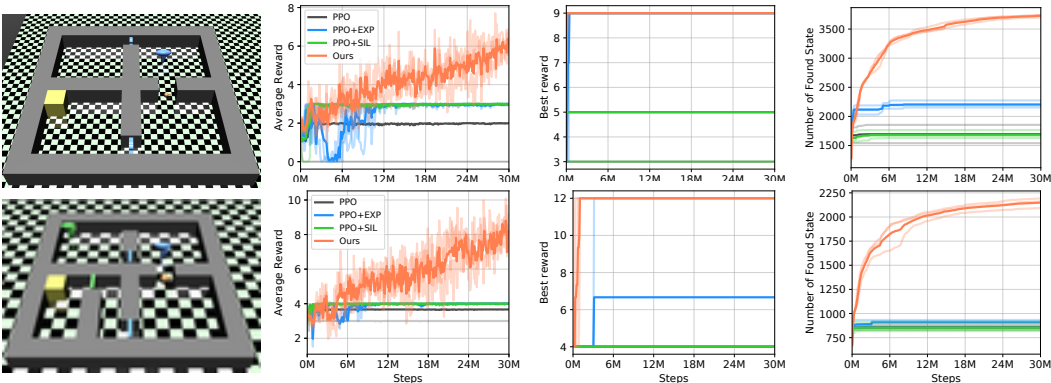 Average Reward
8
6
4
2
0
PPO
PPO+EXP
PPO+SIL
Ours
0M 6M 12M 18M 24M 30M
Best reward
9
8
7
6
5
4
3
0M 6M 12M 18M 24M 30M
Number of Found State
3500
3000
2500
2000
1500
0M 6M 12M 18M 24M 30M
Average Reward
10
8
6
4
2
PPO
PPO+EXP
PPO+SIL
Ours
0M 6M 12M 18M 24M 30M
Steps
Best reward
12
10
8
6
4
0M 6M 12M 18M 24M 30M
Steps
Number of Found State
2250
2000
1750
1500
1250
1000
750
0M 6M 12M 18M 24M 30M
Steps